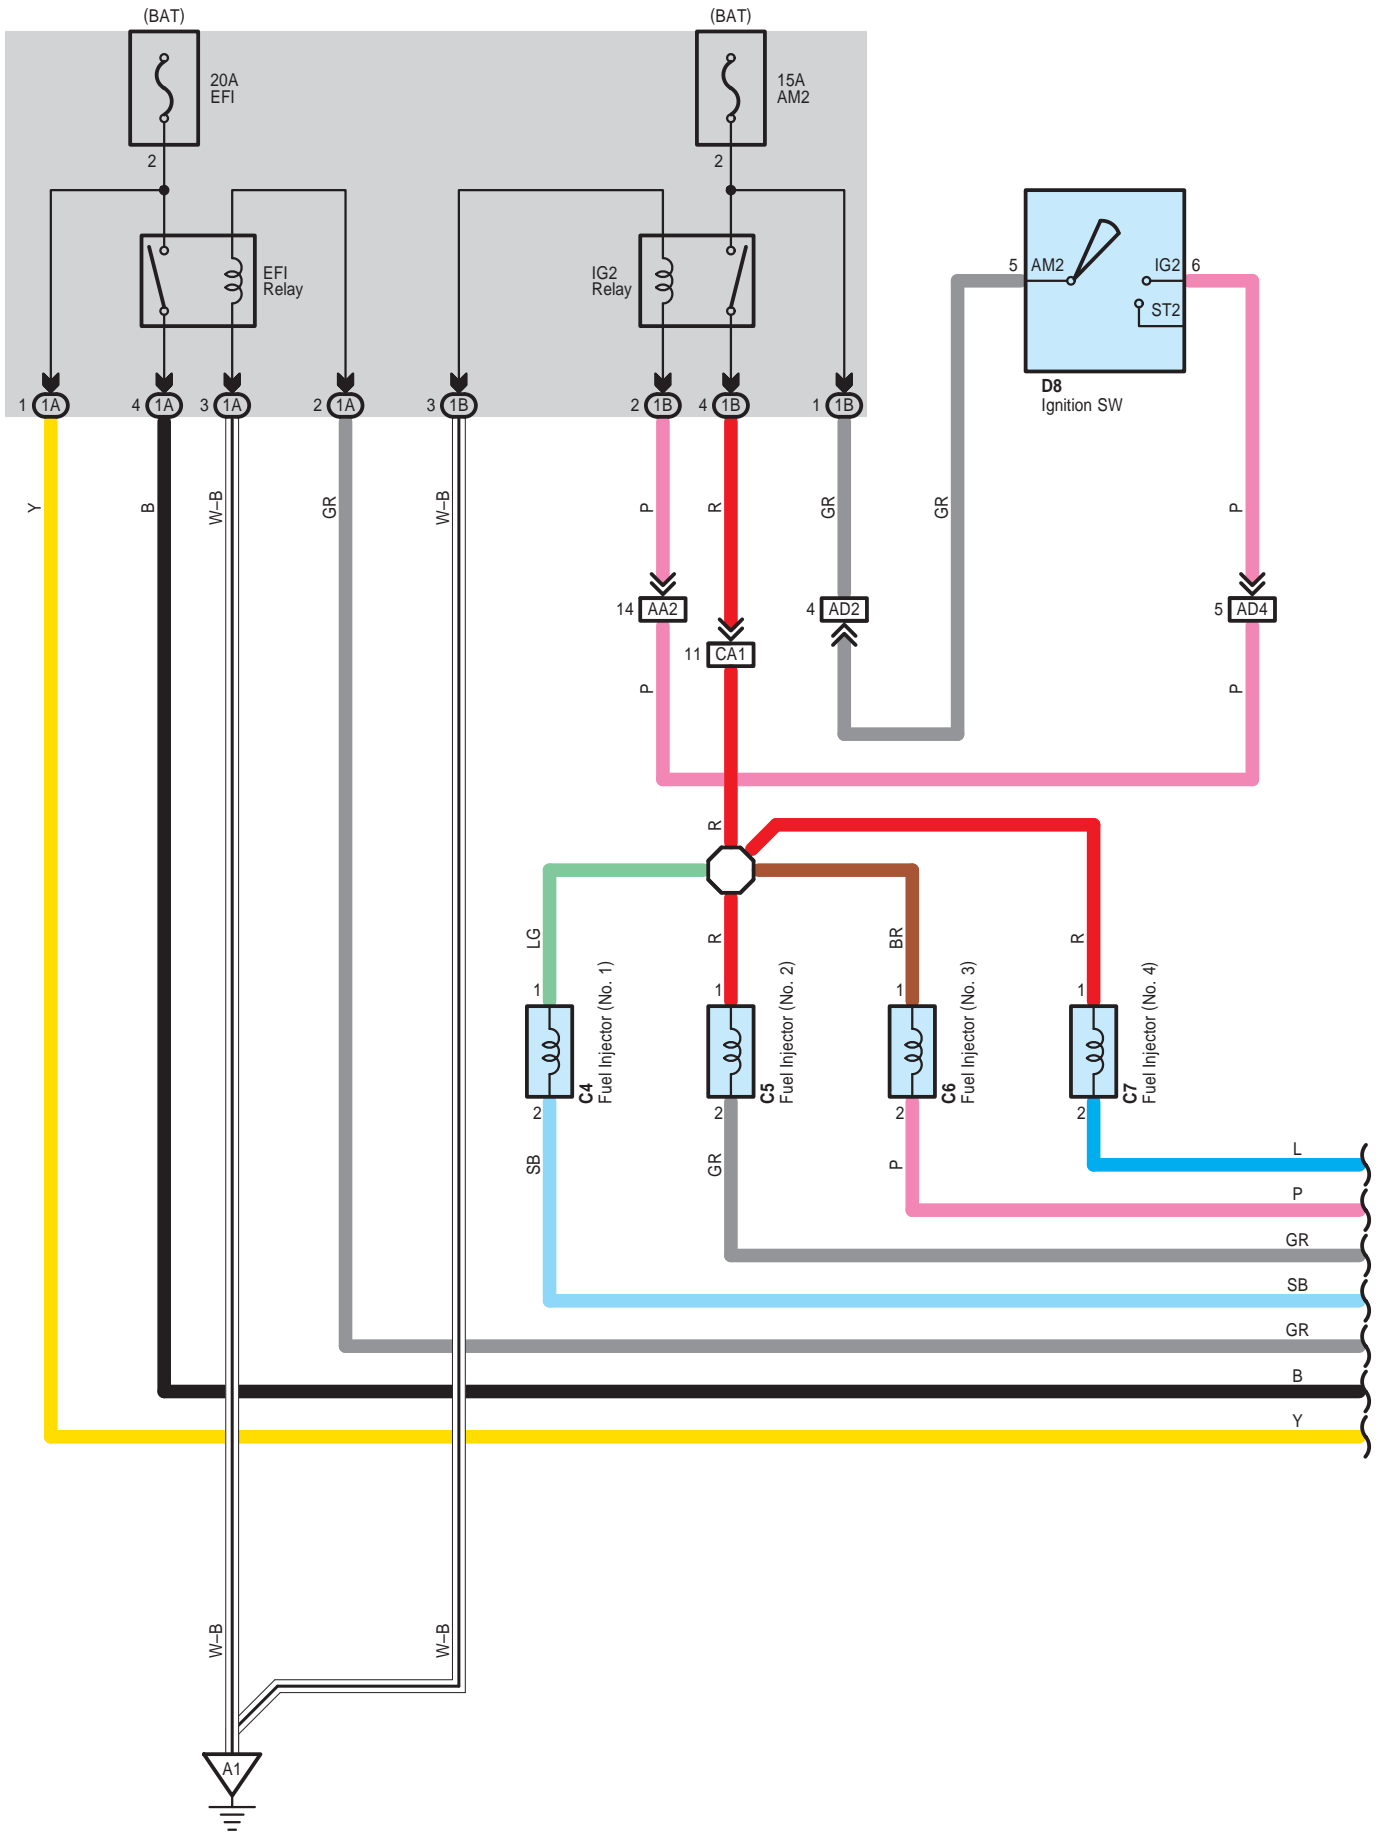 (BAT)
(BAT)
20A
EFI
15A
AM2
2
2
EFI
Relay
IG2
Relay
5
AM2
IG2
6
ST2
D8
Ignition SW
1
1A
4
1A
3
1A
2
1A
3
1B
2
1B
4
1B
1
1B
Y
B
W–B
GR
W–B
P
R
GR
GR
P
14
AA2
4
AD2
5
AD4
11
CA1
P
P
R
LG
R
BR
R
1
1
1
1
C4
Fuel Injector (No. 1)
C5
Fuel Injector (No. 2)
C6
Fuel Injector (No. 3)
C7
Fuel Injector (No. 4)
2
2
2
2
SB
GR
P
L
P
GR
SB
GR
B
Y
W–B
W–B
A1